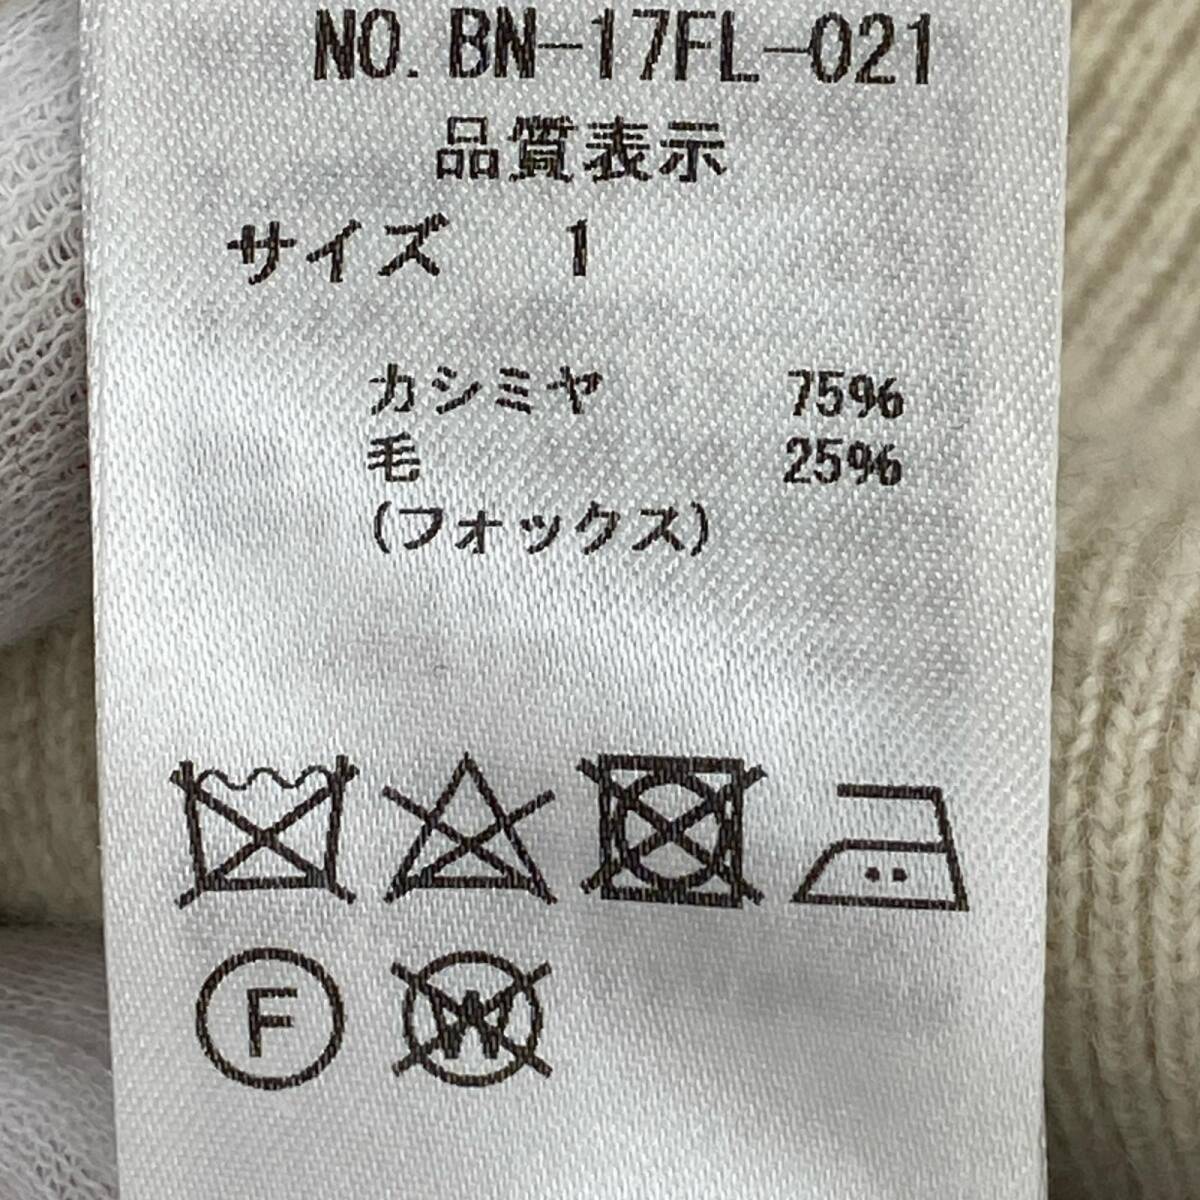 NO. BN-17FL-021
品質表示
サイズ 1
カシミヤ 75%
毛 25%
(フォックス)
F
W